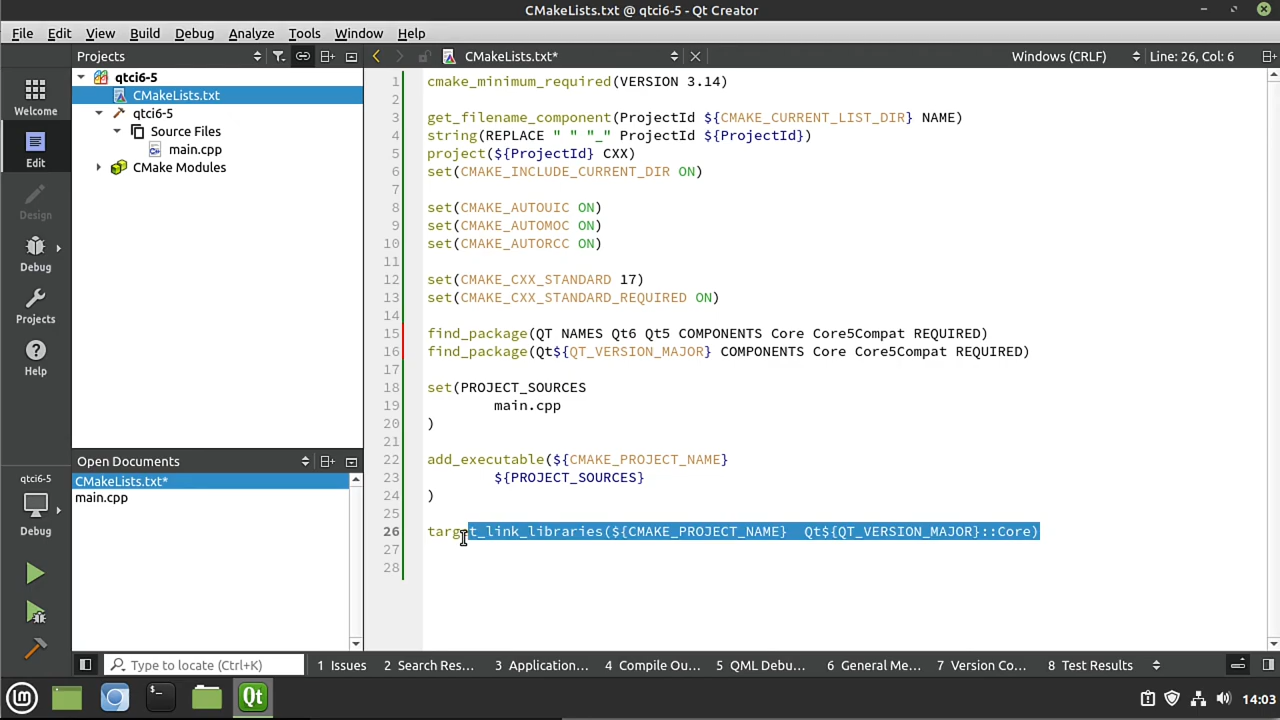 CMakeLists.txt @ qtci6-5 - Qt Creator
File Edit View Build Debug Analyze Tools Window Help
Projects
CMakeLists.txt*
Windows (CRLF)
Line: 26, Col: 6
Welcome
Edit
Design
Debug
Projects
Help
qtci6-5
Debug
qtci6-5
CMakeLists.txt
qtci6-5
Source Files
main.cpp
CMake Modules
Open Documents
CMakeLists.txt*
main.cpp
1 cmake_minimum_required(VERSION 3.14)
2
3 get_filename_component(ProjectId ${CMAKE_CURRENT_LIST_DIR} NAME)
4 string(REPLACE " " "_" ProjectId ${ProjectId})
5 project(${ProjectId} CXX)
6 set(CMAKE_INCLUDE_CURRENT_DIR ON)
7
8 set(CMAKE_AUTOUIC ON)
9 set(CMAKE_AUTOMOC ON)
10 set(CMAKE_AUTORCC ON)
11
12 set(CMAKE_CXX_STANDARD 17)
13 set(CMAKE_CXX_STANDARD_REQUIRED ON)
14
15 find_package(QT NAMES Qt6 Qt5 COMPONENTS Core Core5Compat REQUIRED)
16 find_package(Qt${QT_VERSION_MAJOR} COMPONENTS Core Core5Compat REQUIRED)
17
18 set(PROJECT_SOURCES
19         main.cpp
20 )
21
22 add_executable(${CMAKE_PROJECT_NAME}
23         ${PROJECT_SOURCES}
24 )
25
26 target_link_libraries(${CMAKE_PROJECT_NAME}  Qt${QT_VERSION_MAJOR}::Core)
27
28
Type to locate (Ctrl+K)
1 Issues
2 Search Res...
3 Application...
4 Compile Ou...
5 QML Debu...
6 General Me...
7 Version Co...
8 Test Results
14:03